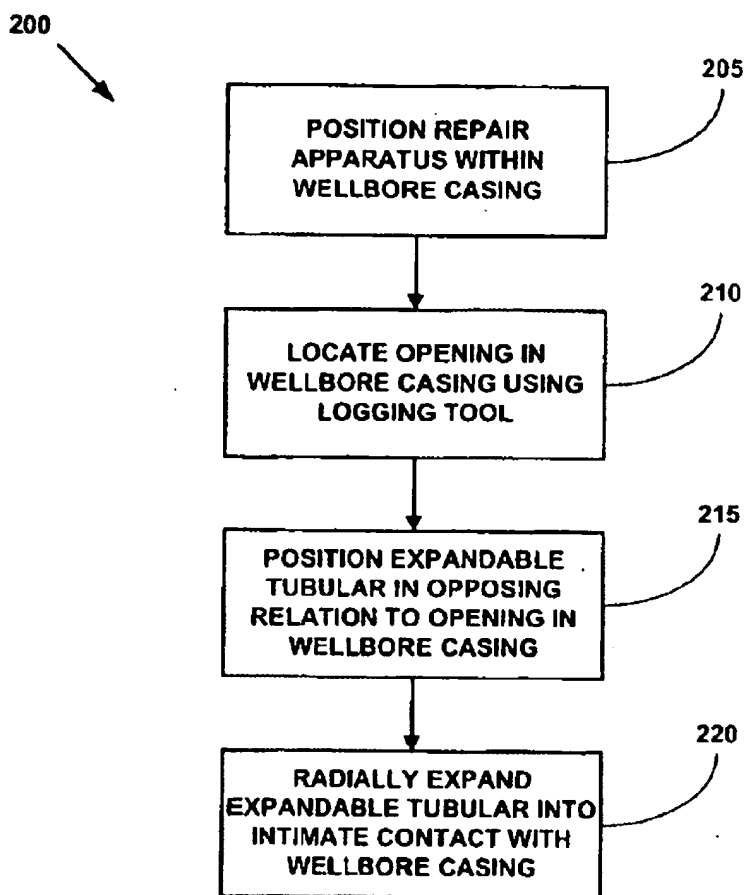 200
205
POSITION REPAIR
APPARATUS WITHIN
WELLBORE CASING
210
LOCATE OPENING IN
WELLBORE CASING USING
LOGGING TOOL
215
POSITION EXPANDABLE
TUBULAR IN OPPOSING
RELATION TO OPENING IN
WELLBORE CASING
220
RADIALLY EXPAND
EXPANDABLE TUBULAR INTO
INTIMATE CONTACT WITH
WELLBORE CASING